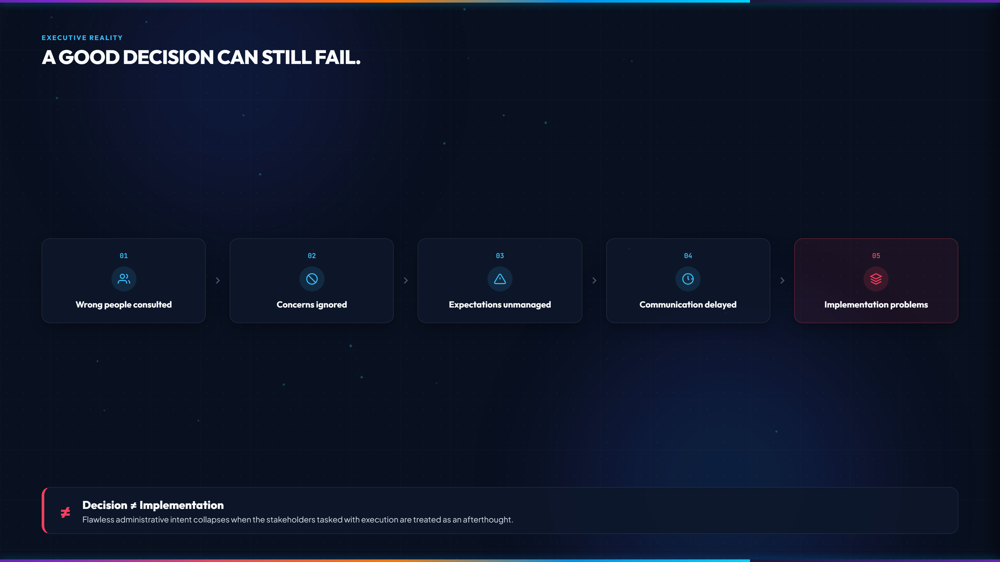 EXECUTIVE REALITY
A GOOD DECISION CAN STILL FAIL.
01
Wrong people consulted
02
Concerns ignored
03
Expectations unmanaged
04
Communication delayed
05
Implementation problems
≠
Decision ≠ Implementation
Flawless administrative intent collapses when the stakeholders tasked with execution are treated as an afterthought.